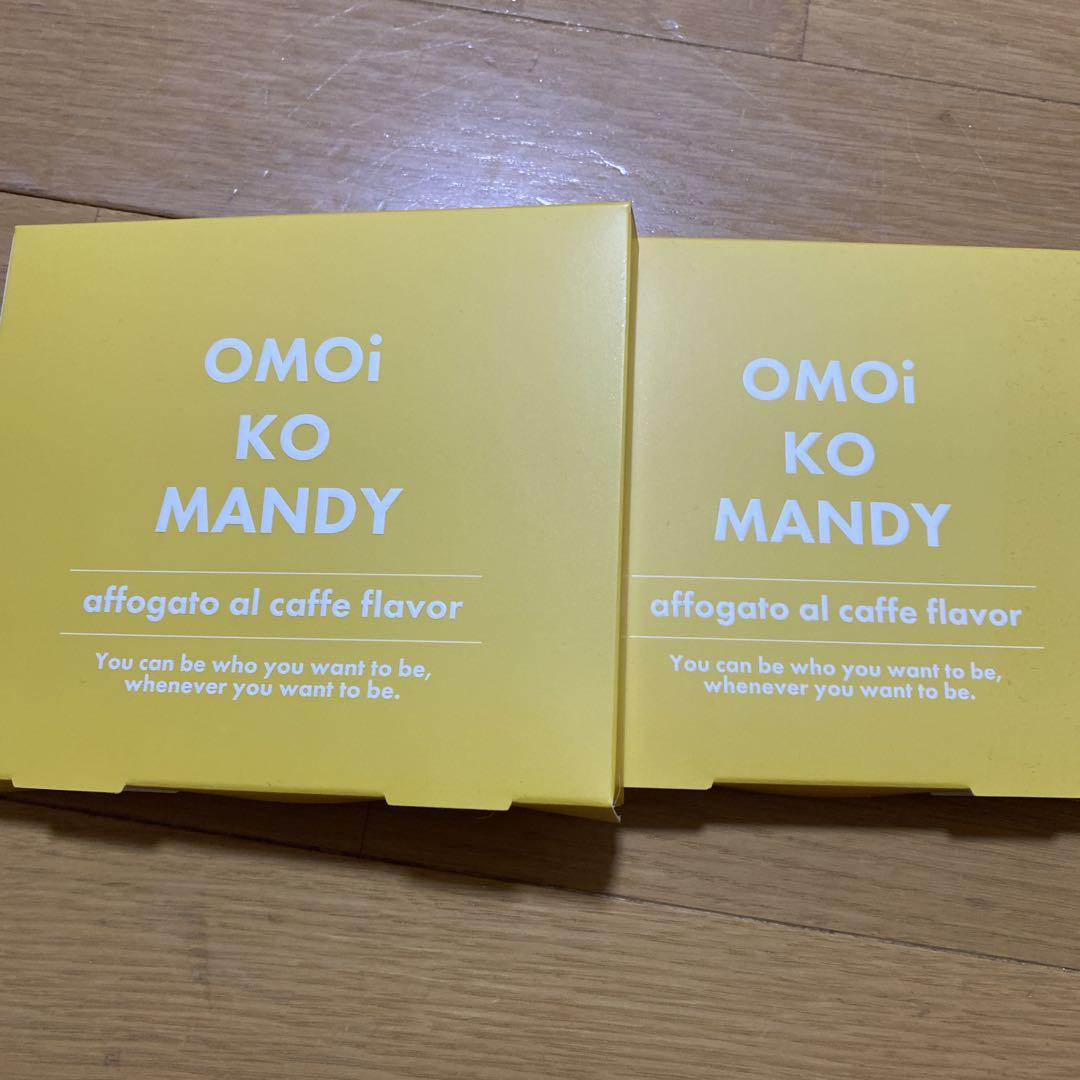 OMOi
KO
MANDY
affogato al caffe flavor
You can be who you want to be,
whenever you want to be.
OMOi
KO
MANDY
affogato al caffe flavor
You can be who you want to be,
whenever you want to be.